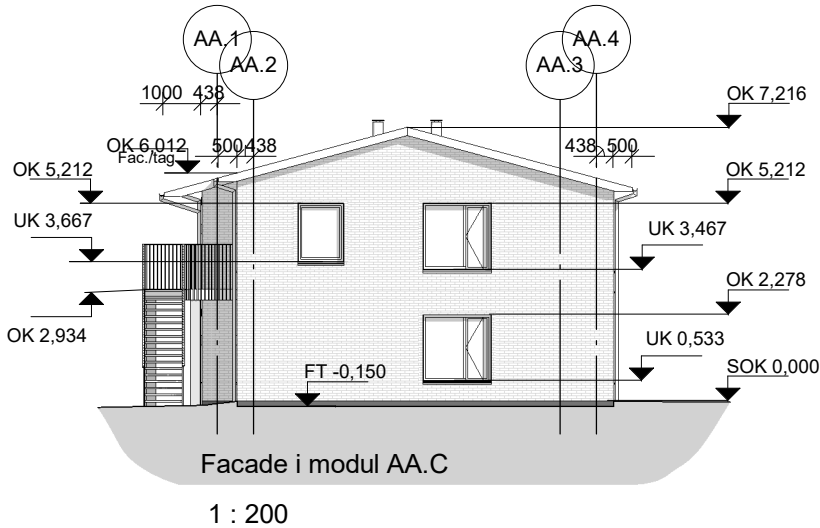 AA.1
AA.4
AA.2
AA.3
1000 438
OK 7,216
OK 6,012 500 438
438 500
Fac./tag
OK 5,212
OK 5,212
UK 3,667
UK 3,467
OK 2,278
OK 2,934
UK 0,533
FT -0,150
SOK 0,000
Facade i modul AA.C
1 : 200